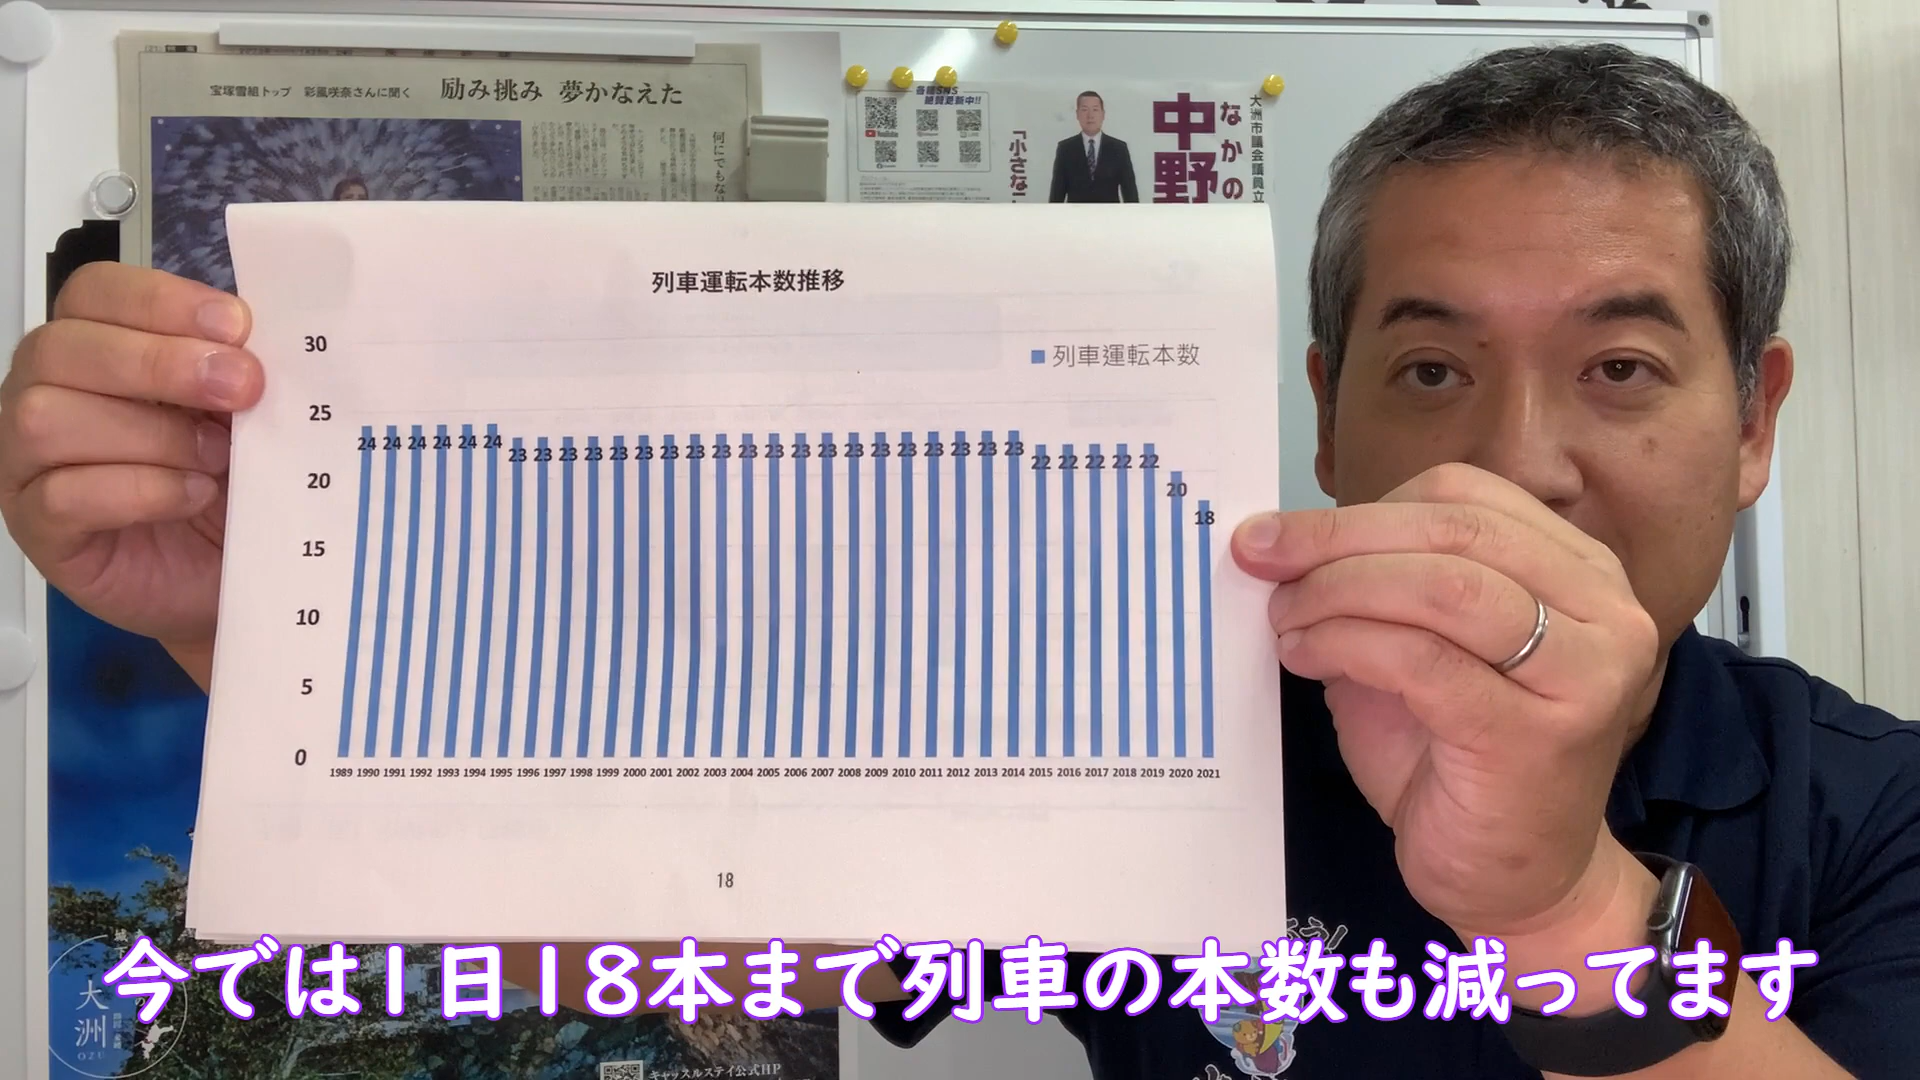 宝塚雪組トップ　彩風咲奈さんに聞く
励み挑み 夢かなえた
各種SNS
絶賛更新中!!
YouTube
「小さな
中野
なかの
大洲市議会議員立
列車運転本数推移
列車運転本数
30
25
20
15
10
5
0
24 24 24 24 24 24 23 23 23 23 23 23 23 23 23 23 23 23 23 23 23 23 23 23 23 23 22 22 22 22 22 20 18
1989 1990 1991 1992 1993 1994 1995 1996 1997 1998 1999 2000 2001 2002 2003 2004 2005 2006 2007 2008 2009 2010 2011 2012 2013 2014 2015 2016 2017 2018 2019 2020 2021
18
今では1日18本まで列車の本数も減ってます
大洲
OZU
キャッスルステイ公式HP